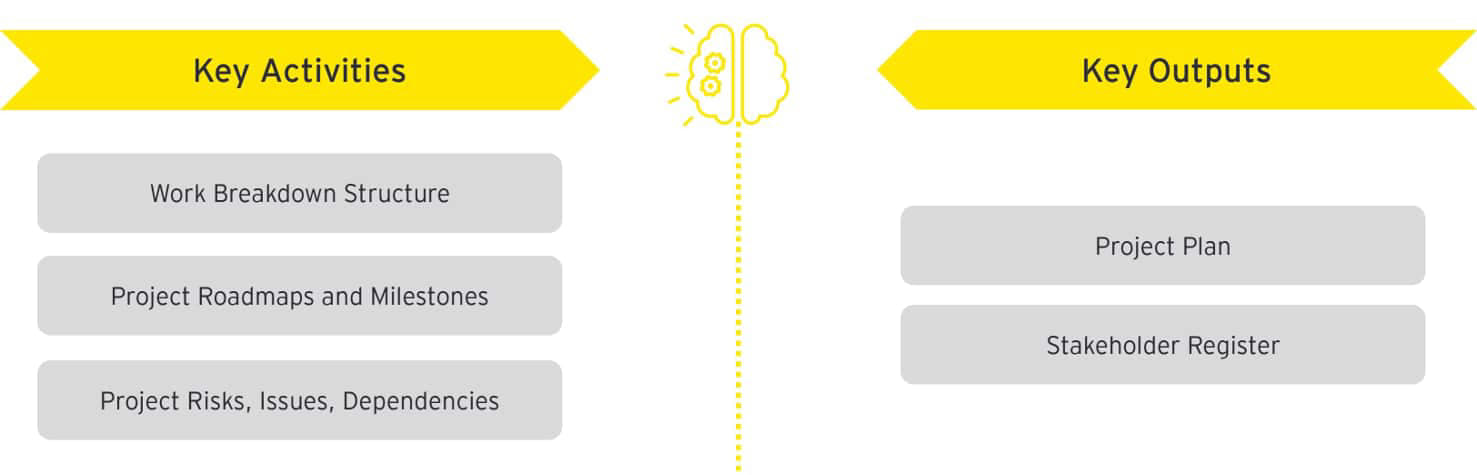 Key Activities
Key Outputs
Work Breakdown Structure
Project Roadmaps and Milestones
Project Risks, Issues, Dependencies
Project Plan
Stakeholder Register